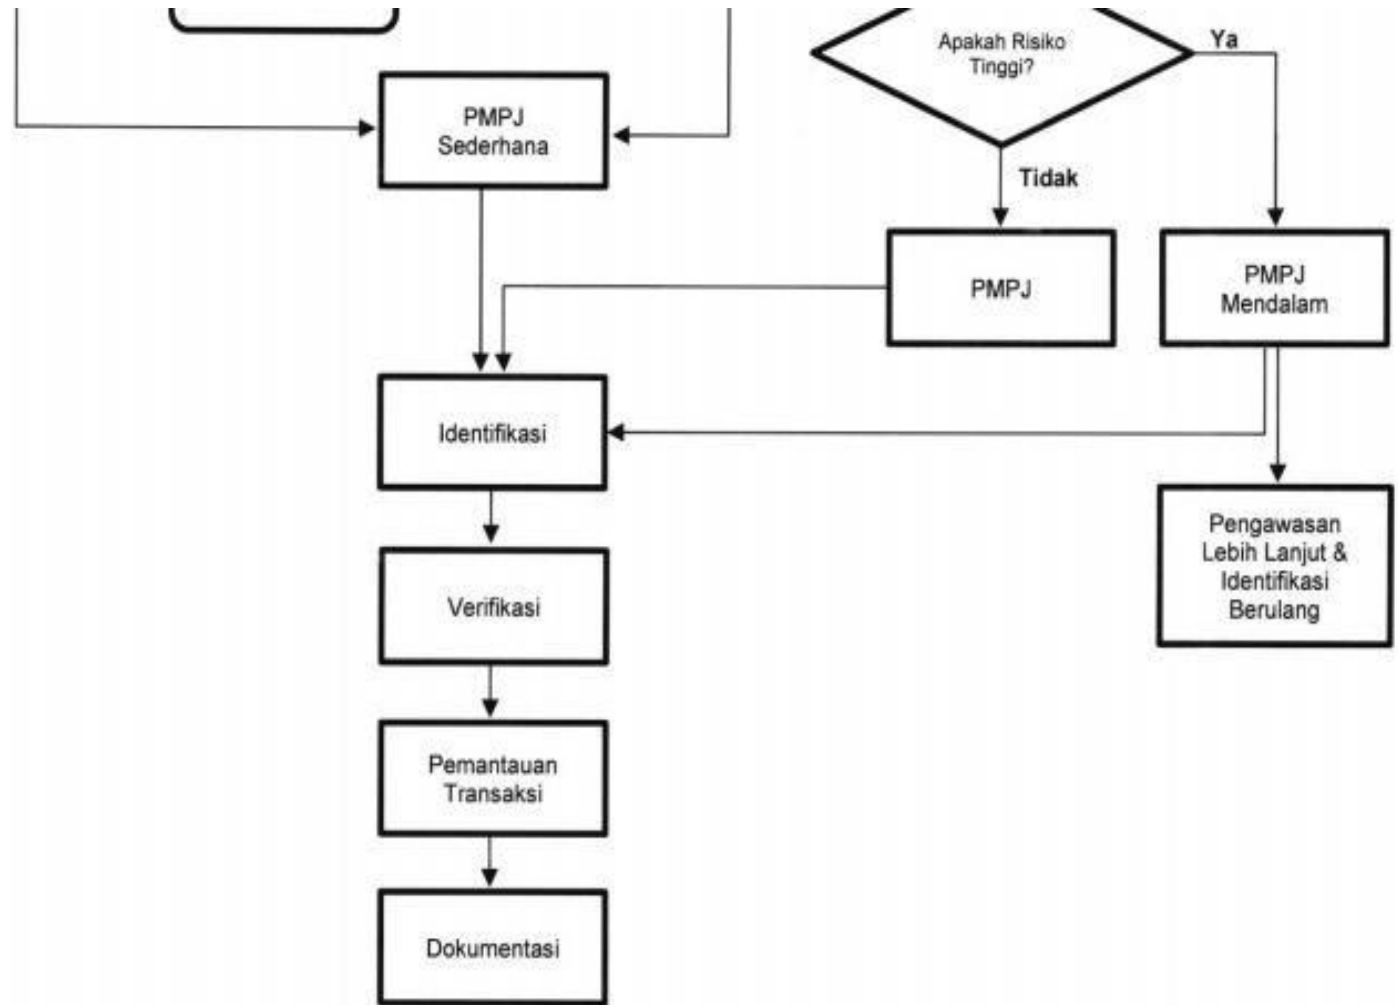 Apakah Risiko
Tinggi?
Ya
PMPJ
Sederhana
Tidak
PMPJ
PMPJ
Mendalam
Identifikasi
Pengawasan
Lebih Lanjut &
Identifikasi
Berulang
Verifikasi
Pemantauan
Transaksi
Dokumentasi